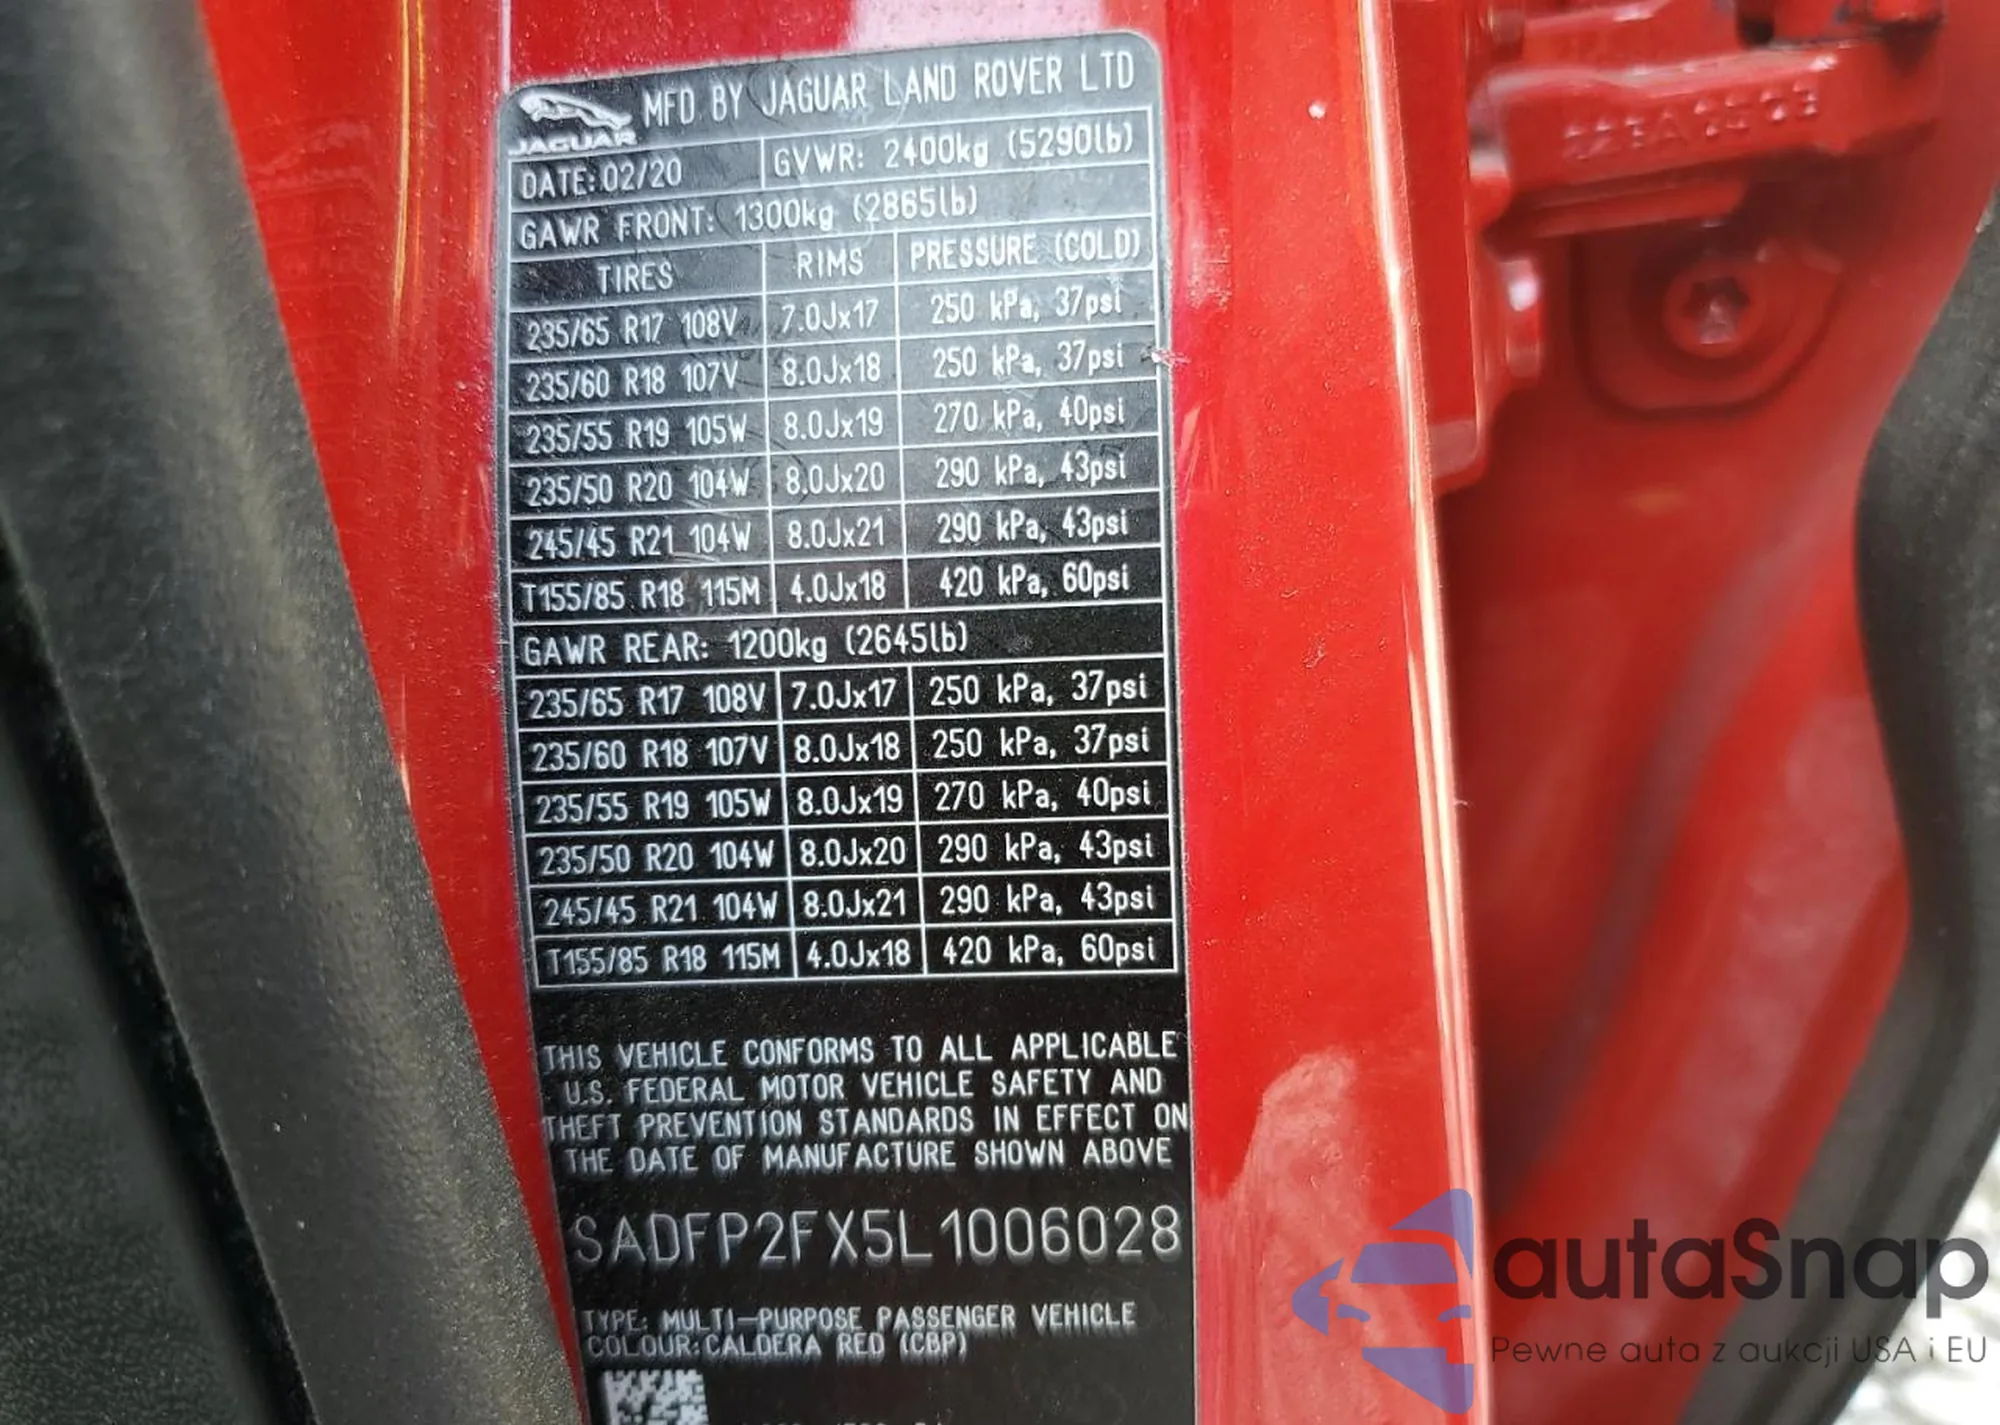 JAGUAR
MFD BY JAGUAR LAND ROVER LTD
DATE: 02/20 GVWR: 2400kg (5290lb)
GAWR FRONT: 1300kg (2865lb)
TIRES RIMS PRESSURE (COLD)
235/65 R17 108V 7.0Jx17 250 kPa, 37psi
235/60 R18 107V 8.0Jx18 250 kPa, 37psi
235/55 R19 105W 8.0Jx19 270 kPa, 40psi
235/50 R20 104W 8.0Jx20 290 kPa, 43psi
245/45 R21 104W 8.0Jx21 290 kPa, 43psi
T155/85 R18 115M 4.0Jx18 420 kPa, 60psi
GAWR REAR: 1200kg (2645lb)
235/65 R17 108V 7.0Jx17 250 kPa, 37psi
235/60 R18 107V 8.0Jx18 250 kPa, 37psi
235/55 R19 105W 8.0Jx19 270 kPa, 40psi
235/50 R20 104W 8.0Jx20 290 kPa, 43psi
245/45 R21 104W 8.0Jx21 290 kPa, 43psi
T155/85 R18 115M 4.0Jx18 420 kPa, 60psi
THIS VEHICLE CONFORMS TO ALL APPLICABLE
U.S. FEDERAL MOTOR VEHICLE SAFETY AND
THEFT PREVENTION STANDARDS IN EFFECT ON
THE DATE OF MANUFACTURE SHOWN ABOVE
SADFP2FX5L1006028
TYPE: MULTI-PURPOSE PASSENGER VEHICLE
COLOUR:CALDERA RED (CBP)
autaSnap
Pewne auta z aukcji USA i EU